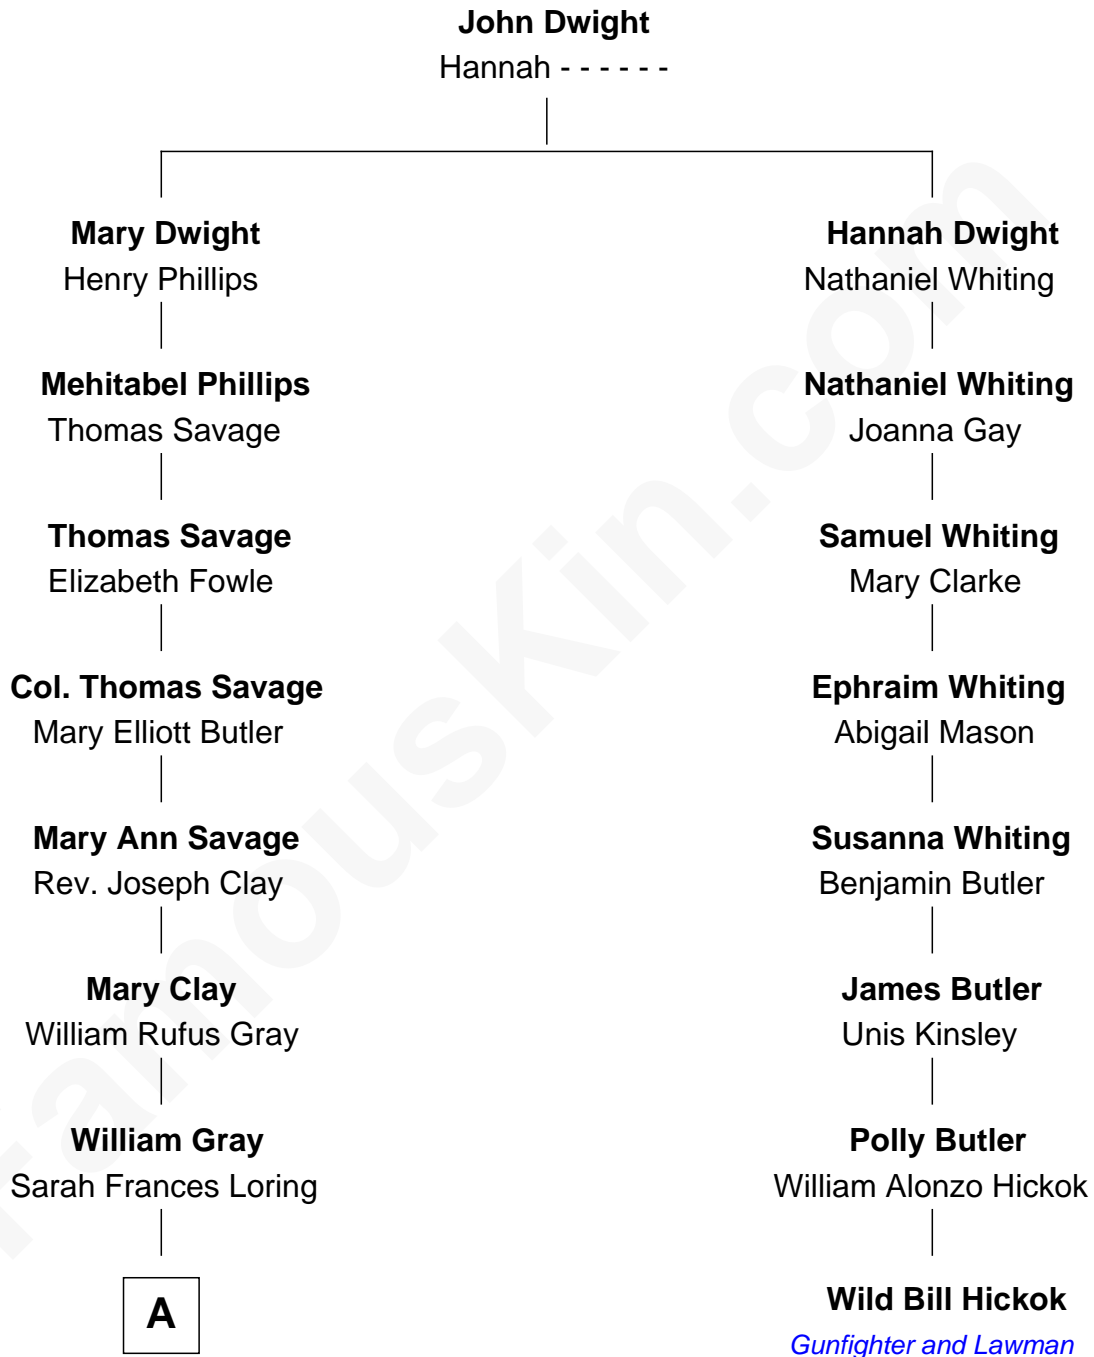 John Dwight
Hannah - - - - - -
Mary Dwight
Henry Phillips
Hannah Dwight
Nathaniel Whiting
Mehitabel Phillips
Thomas Savage
Nathaniel Whiting
Joanna Gay
Thomas Savage
Elizabeth Fowle
Samuel Whiting
Mary Clarke
Col. Thomas Savage
Mary Elliott Butler
Ephraim Whiting
Abigail Mason
Mary Ann Savage
Rev. Joseph Clay
Susanna Whiting
Benjamin Butler
Mary Clay
William Rufus Gray
James Butler
Unis Kinsley
William Gray
Sarah Frances Loring
Polly Butler
William Alonzo Hickok
A
Wild Bill Hickok
Gunfighter and Lawman
FamousKin.com